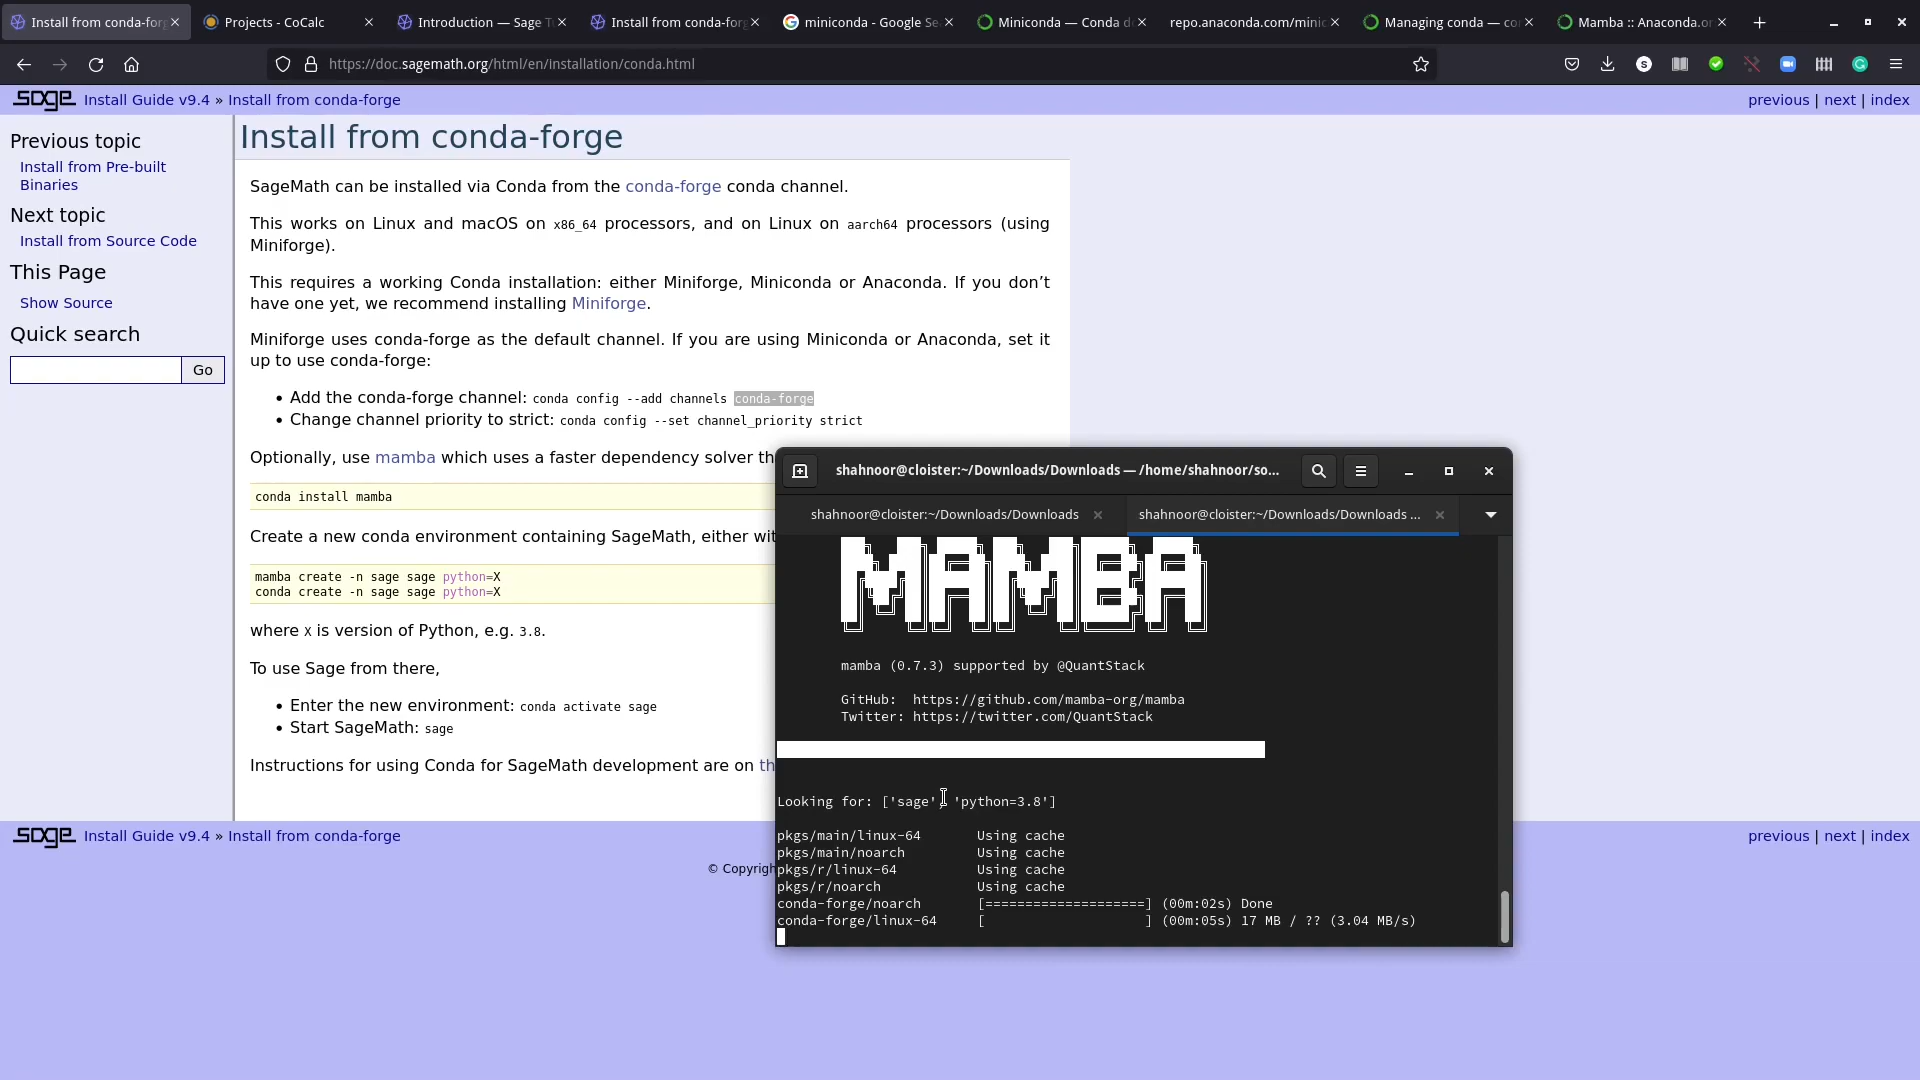 Install from conda-forg
Projects - CoCalc
Introduction — Sage T
Install from conda-for
miniconda - Google Se
Miniconda — Conda d
repo.anaconda.com/mini
Managing conda — co
Mamba :: Anaconda.or
https://doc.sagemath.org/html/en/installation/conda.html
sage Install Guide v9.4 » Install from conda-forge
previous | next | index
Previous topic
Install from Pre-built
Binaries
Next topic
Install from Source Code
This Page
Show Source
Quick search
Go
Install from conda-forge
SageMath can be installed via Conda from the conda-forge conda channel.
This works on Linux and macOS on x86_64 processors, and on Linux on aarch64 processors (using
Miniforge).
This requires a working Conda installation: either Miniforge, Miniconda or Anaconda. If you don’t
have one yet, we recommend installing Miniforge.
Miniforge uses conda-forge as the default channel. If you are using Miniconda or Anaconda, set it
up to use conda-forge:
• Add the conda-forge channel: conda config --add channels conda-forge
• Change channel priority to strict: conda config --set channel_priority strict
Optionally, use mamba which uses a faster dependency solver th
conda install mamba
Create a new conda environment containing SageMath, either wit
mamba create -n sage sage python=X
conda create -n sage sage python=X
where X is version of Python, e.g. 3.8.
To use Sage from there,
• Enter the new environment: conda activate sage
• Start SageMath: sage
Instructions for using Conda for SageMath development are on th
sage Install Guide v9.4 » Install from conda-forge
previous | next | index
© Copyrigh
shahnoor@cloister:~/Downloads/Downloads — /home/shahnoor/so...
shahnoor@cloister:~/Downloads/Downloads
shahnoor@cloister:~/Downloads/Downloads ...
MAMBA
mamba (0.7.3) supported by @QuantStack
GitHub: https://github.com/mamba-org/mamba
Twitter: https://twitter.com/QuantStack
Looking for: ['sage', 'python=3.8']
pkgs/main/linux-64 Using cache
pkgs/main/noarch Using cache
pkgs/r/linux-64 Using cache
pkgs/r/noarch Using cache
conda-forge/noarch [====================] (00m:02s) Done
conda-forge/linux-64 [ ] (00m:05s) 17 MB / ?? (3.04 MB/s)